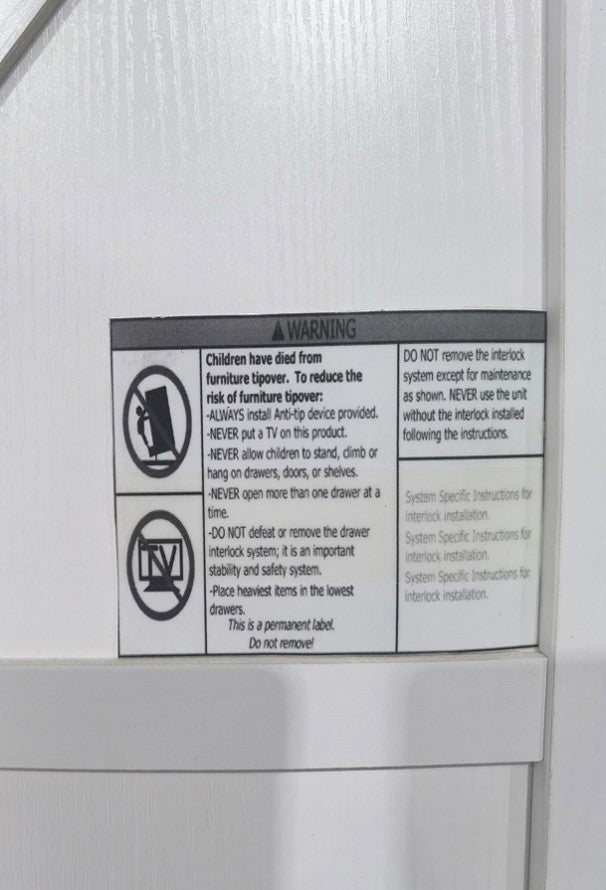 WARNING
Children have died from
furniture tipover. To reduce the
risk of furniture tipover:
-ALWAYS install Anti-tip device provided.
-NEVER put a TV on this product.
-NEVER allow children to stand, climb or
hang on drawers, doors, or shelves.
-NEVER open more than one drawer at a
time.
-DO NOT defeat or remove the drawer
interlock system; it is an important
stability and safety system.
-Place heaviest items in the lowest
drawers.
This is a permanent label.
Do not remove!
TV
DO NOT remove the interlock
system except for maintenance
as shown. NEVER use the unit
without the interlock installed
following the instructions.
System Specific Instructions for
interlock installation.
System Specific Instructions for
interlock installation.
System Specific Instructions for
interlock installation.